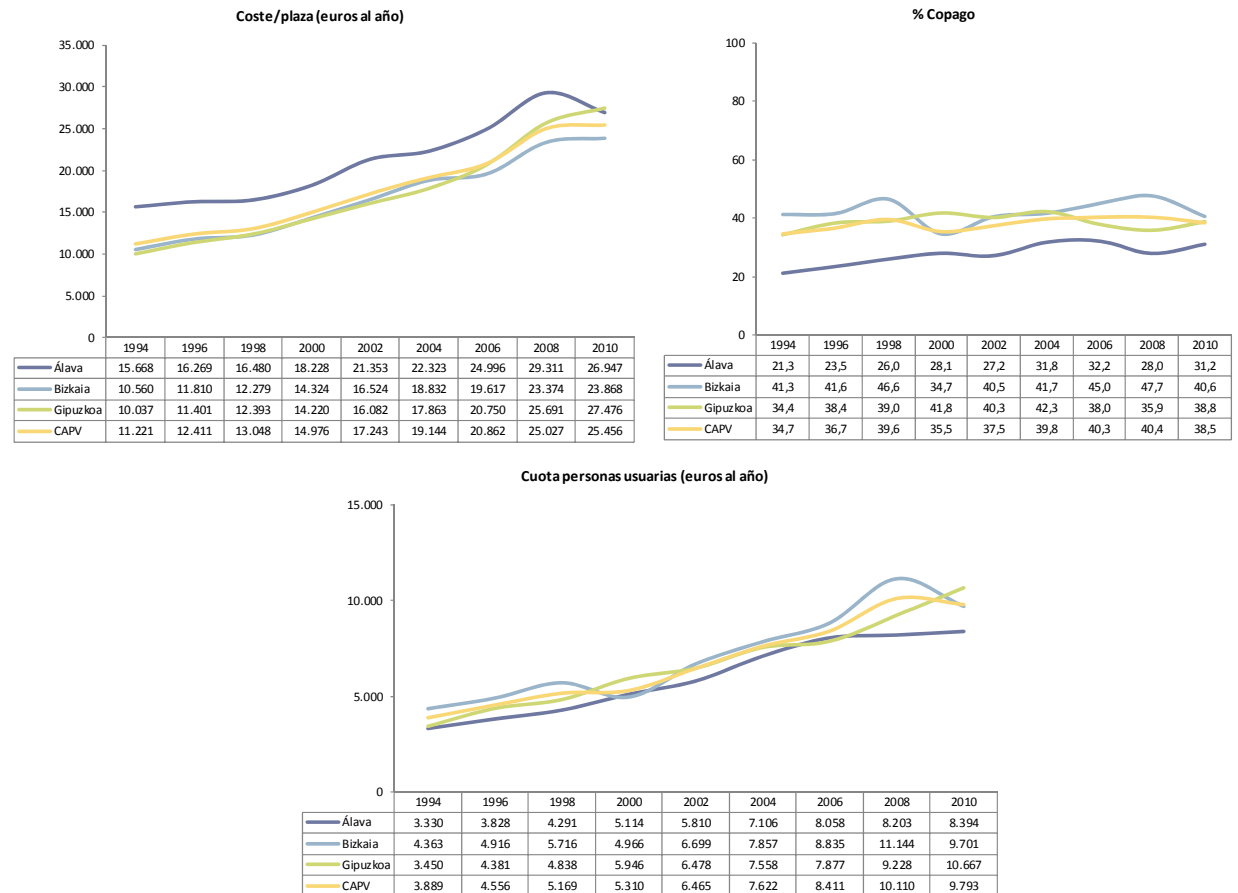 Coste/plaza (euros al año)
35.000
30.000
25.000
20.000
15.000
10.000
5.000
0
1994 1996 1998 2000 2002 2004 2006 2008 2010
Álava 15.668 16.269 16.480 18.228 21.353 22.323 24.996 29.311 26.947
Bizkaia 10.560 11.810 12.279 14.324 16.524 18.832 19.617 23.374 23.868
Gipuzkoa 10.037 11.401 12.393 14.220 16.082 17.863 20.750 25.691 27.476
CAPV 11.221 12.411 13.048 14.976 17.243 19.144 20.862 25.027 25.456
% Copago
100
80
60
40
20
0
1994 1996 1998 2000 2002 2004 2006 2008 2010
Álava 21,3 23,5 26,0 28,1 27,2 31,8 32,2 28,0 31,2
Bizkaia 41,3 41,6 46,6 34,7 40,5 41,7 45,0 47,7 40,6
Gipuzkoa 34,4 38,4 39,0 41,8 40,3 42,3 38,0 35,9 38,8
CAPV 34,7 36,7 39,6 35,5 37,5 39,8 40,3 40,4 38,5
Cuota personas usuarias (euros al año)
15.000
10.000
5.000
0
1994 1996 1998 2000 2002 2004 2006 2008 2010
Álava 3.330 3.828 4.291 5.114 5.810 7.106 8.058 8.203 8.394
Bizkaia 4.363 4.916 5.716 4.966 6.699 7.857 8.835 11.144 9.701
Gipuzkoa 3.450 4.381 4.838 5.946 6.478 7.558 7.877 9.228 10.667
CAPV 3.889 4.556 5.169 5.310 6.465 7.622 8.411 10.110 9.793